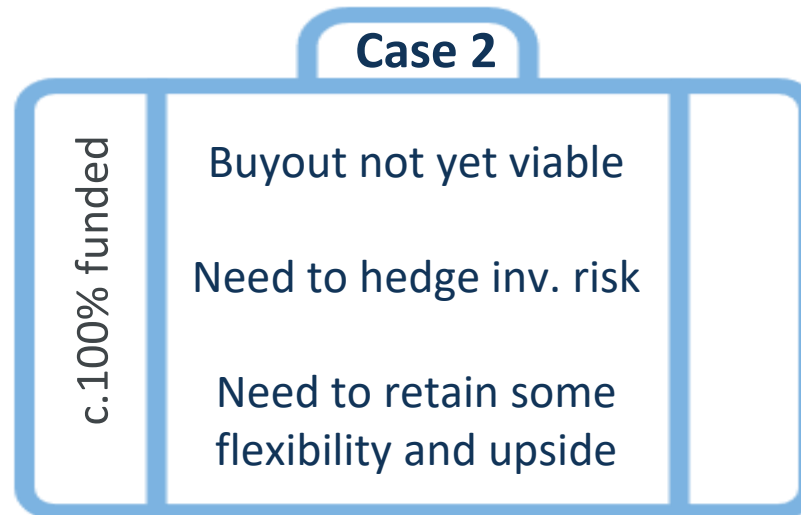 Case 2
c.100% funded
Buyout not yet viable
Need to hedge inv. risk
Need to retain some
flexibility and upside